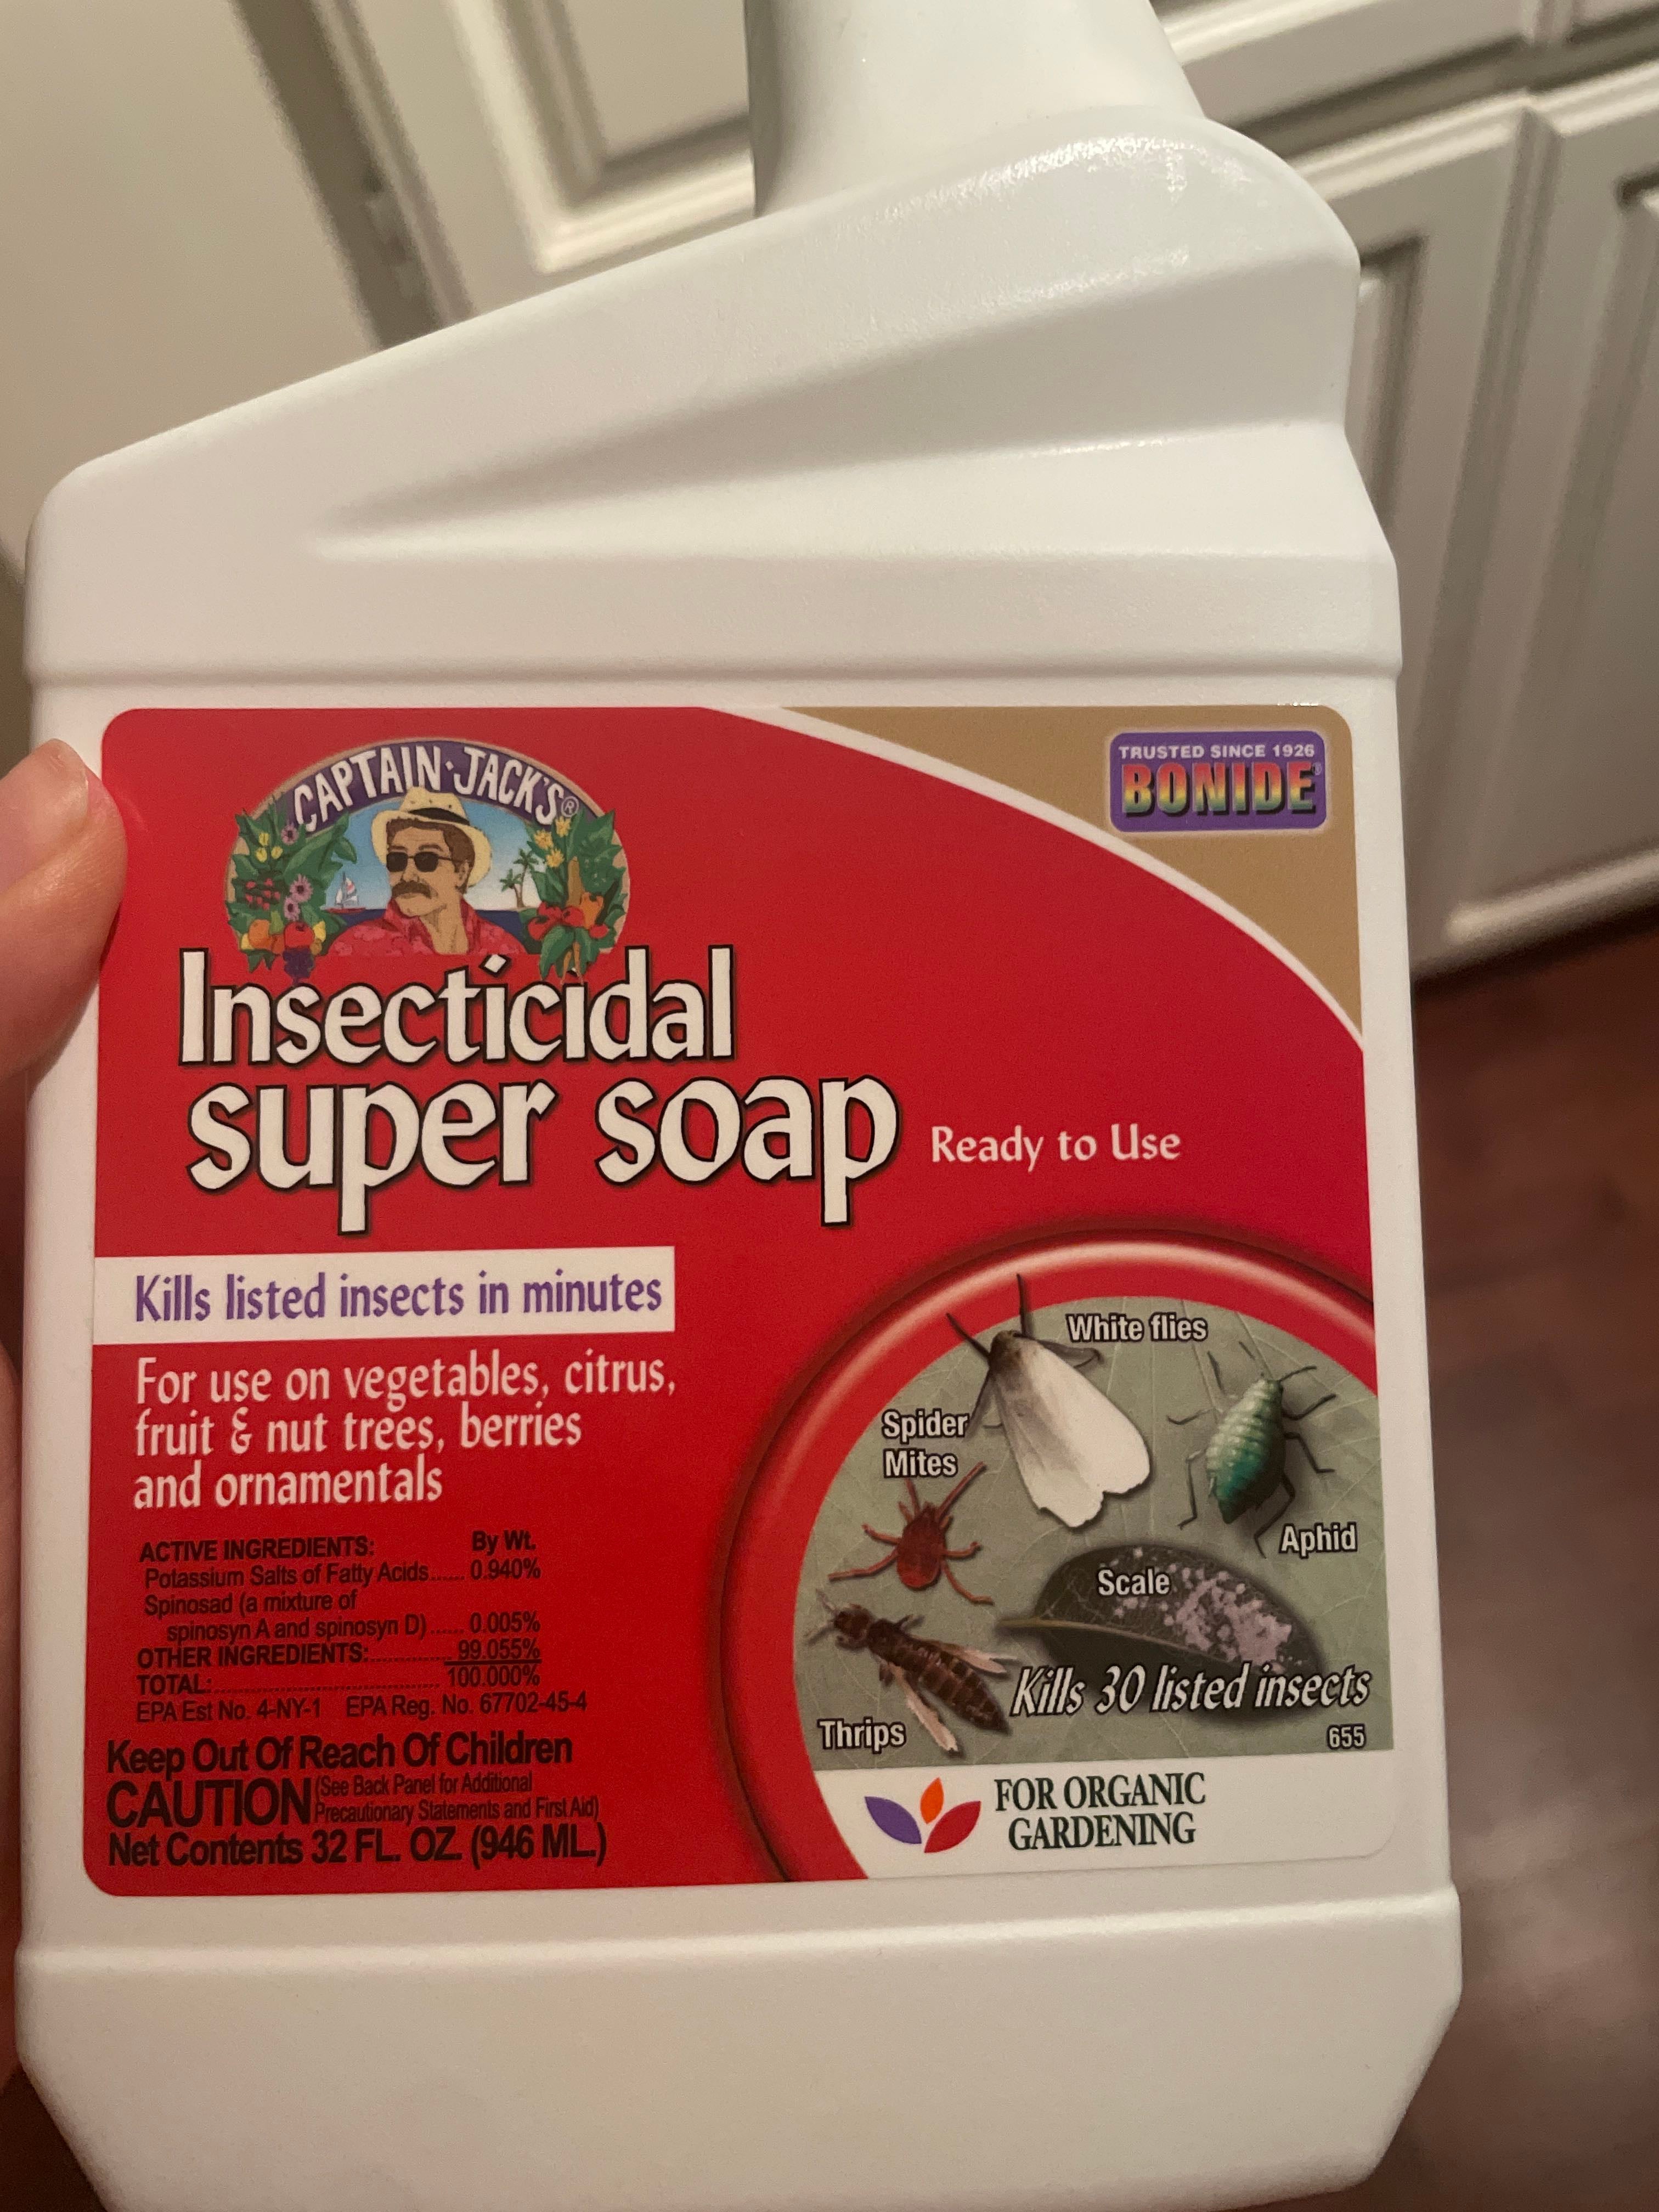 CAPTAIN·JACK'S®
TRUSTED SINCE 1926
BONIDE®
Insecticidal
super soap
Ready to Use
Kills listed insects in minutes
For use on vegetables, citrus,
fruit & nut trees, berries
and ornamentals
ACTIVE INGREDIENTS: By Wt.
Potassium Salts of Fatty Acids...... 0.940%
Spinosad (a mixture of
spinosyn A and spinosyn D)...... 0.005%
OTHER INGREDIENTS:.............. 99.055%
TOTAL:.................................... 100.000%
EPA Est No. 4-NY-1 EPA Reg. No. 67702-45-4
Keep Out Of Reach Of Children
CAUTION (See Back Panel for Additional
Precautionary Statements and First Aid)
Net Contents 32 FL. OZ. (946 ML.)
White flies
Spider
Mites
Aphid
Scale
Thrips
Kills 30 listed insects
655
FOR ORGANIC
GARDENING